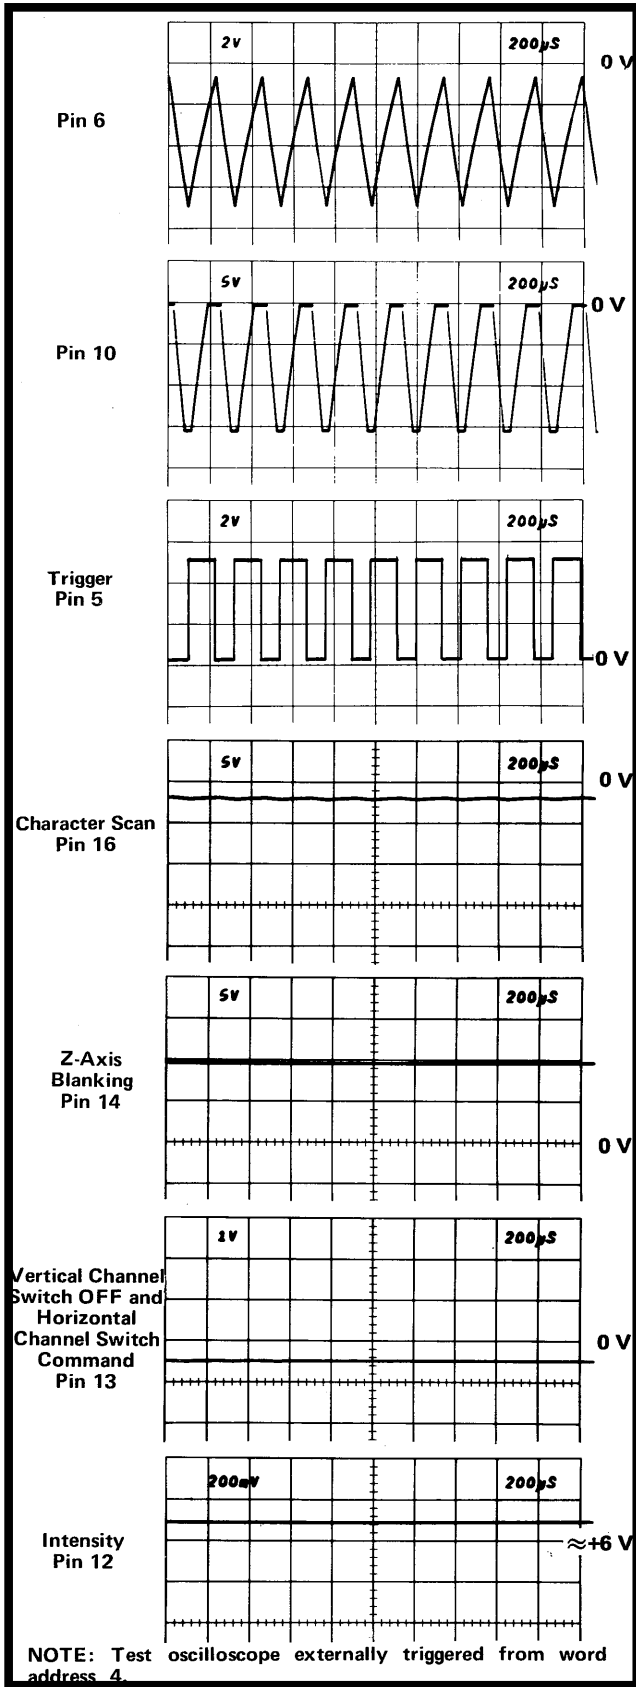 2V 200µS
0 V
Pin 6
5V 200µS
0 V
Pin 10
2V 200µS
Trigger
Pin 5
0 V
5V 200µS
0 V
Character Scan
Pin 16
5V 200µS
Z-Axis
Blanking
Pin 14
0 V
1V 200µS
Vertical Channel
Switch OFF and
Horizontal
Channel Switch
Command
Pin 13
0 V
200mV 200µS
Intensity
Pin 12
≈+6 V
NOTE: Test oscilloscope externally triggered from word
address 4.